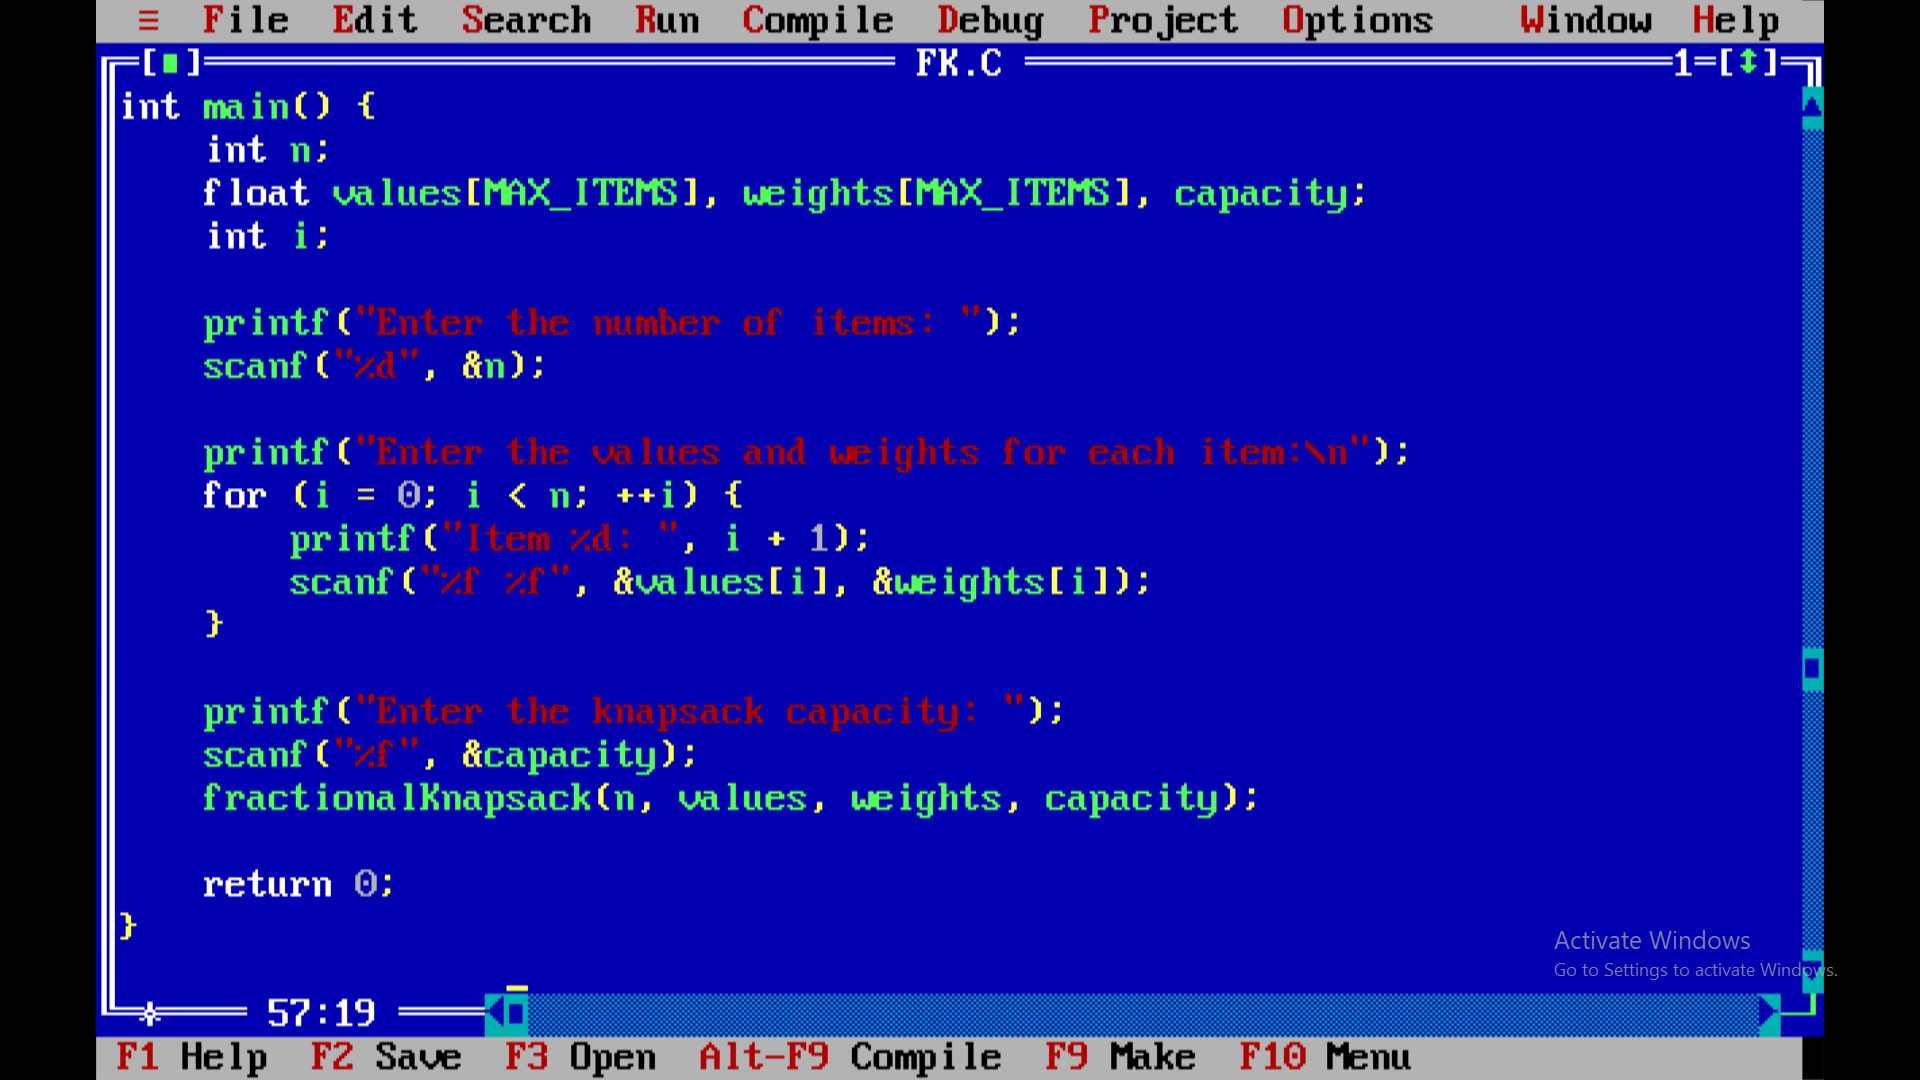 ≡ File Edit Search Run Compile Debug Project Options Window Help
[■] FK.C 1=[↕]
int main() {
    int n;
    float values[MAX_ITEMS], weights[MAX_ITEMS], capacity;
    int i;
    printf("Enter the number of items: ");
    scanf("%d", &n);
    printf("Enter the values and weights for each item:\n");
    for (i = 0; i < n; ++i) {
        printf("Item %d: ", i + 1);
        scanf("%f %f", &values[i], &weights[i]);
    }
    printf("Enter the knapsack capacity: ");
    scanf("%f", &capacity);
    fractionalKnapsack(n, values, weights, capacity);
    return 0;
}
Activate Windows
Go to Settings to activate Windows.
57:19
F1 Help F2 Save F3 Open Alt-F9 Compile F9 Make F10 Menu